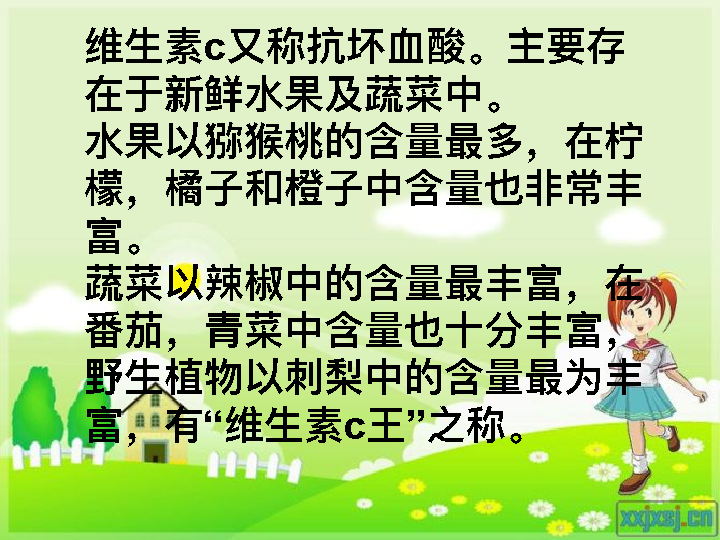 维生素c又称抗坏血酸。主要存
在于新鲜水果及蔬菜中。
水果以猕猴桃的含量最多，在柠
檬，橘子和橙子中含量也非常丰
富。
蔬菜以辣椒中的含量最丰富，在
番茄，青菜中含量也十分丰富，
野生植物以刺梨中的含量最为丰
富，有“维生素c王”之称。
xxjxsj.cn